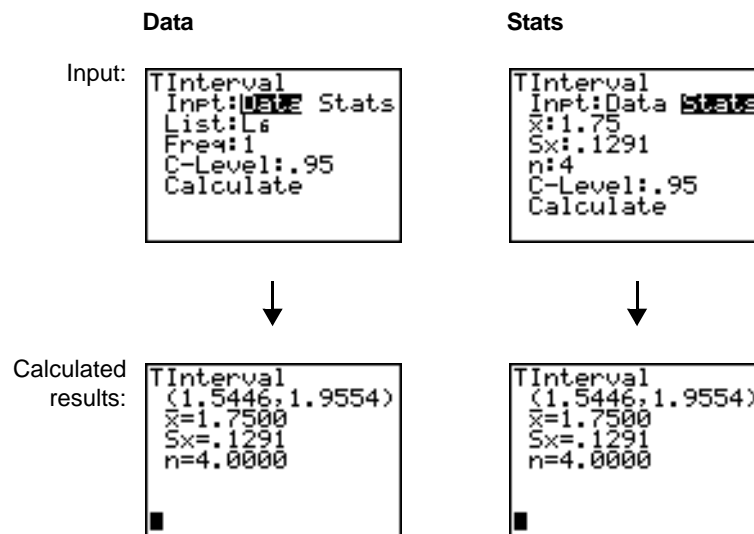 Data
Stats
Input:
TInterval
Inpt:Data Stats
List:L₆
Freq:1
C-Level:.95
Calculate
TInterval
Inpt:Data Stats
x̄:1.75
Sx:.1291
n:4
C-Level:.95
Calculate
Calculated
results:
TInterval
(1.5446,1.9554)
x̄=1.7500
Sx=.1291
n=4.0000
TInterval
(1.5446,1.9554)
x̄=1.7500
Sx=.1291
n=4.0000